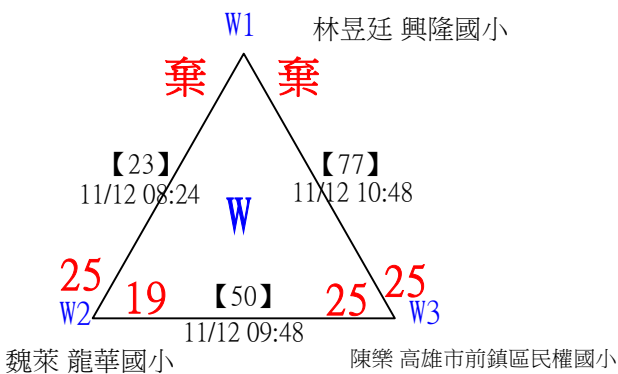 W1
林昱廷 興隆國小
棄
棄
【23】
11/12 08:24
【77】
11/12 10:48
W
25
19
【50】
25
25
W2
W3
11/12 09:48
魏萊 龍華國小
陳樂 高雄市前鎮區民權國小